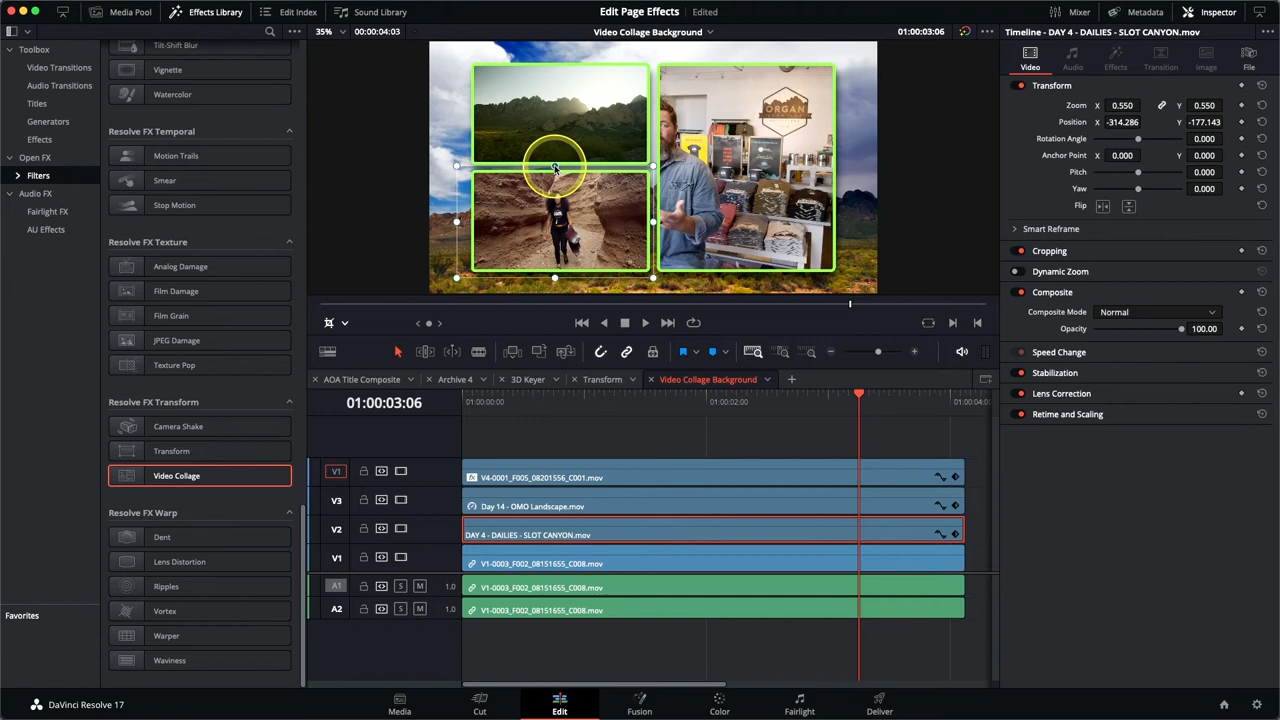 Media Pool
Effects Library
Edit Index
Sound Library
Edit Page Effects
Edited
Mixer
Metadata
Inspector
35%
00:00:04:03
Video Collage Background
01:00:03:06
Timeline - DAY 4 - DAILIES - SLOT CANYON.mov
Toolbox
Video Transitions
Audio Transitions
Titles
Generators
Effects
Open FX
Filters
Audio FX
Fairlight FX
AU Effects
Favorites
Tilt-Shift Blur
Vignette
Watercolor
Resolve FX Temporal
Motion Trails
Smear
Stop Motion
Resolve FX Texture
Analog Damage
Film Damage
Film Grain
JPEG Damage
Texture Pop
Resolve FX Transform
Camera Shake
Transform
Video Collage
Resolve FX Warp
Dent
Lens Distortion
Ripples
Vortex
Warper
Waviness
ORGAN
Video
Audio
Effects
Transition
Image
File
Transform
Zoom X 0.550 Y 0.550
Position X -314.286 Y -177.143
Rotation Angle 0.000
Anchor Point X 0.000 Y 0.000
Pitch 0.000
Yaw 0.000
Flip
Smart Reframe
Cropping
Dynamic Zoom
Composite
Composite Mode Normal
Opacity 100.00
Speed Change
Stabilization
Lens Correction
Retime and Scaling
AOA Title Composite
Archive 4
3D Keyer
Transform
Video Collage Background
01:00:03:06
01:00:00:00
01:00:02:00
01:00:04:0
V1 V4-0001_F005_08201556_C001.mov
V3 Day 14 - OMO Landscape.mov
V2 DAY 4 - DAILIES - SLOT CANYON.mov
V1 V1-0003_F002_08151655_C008.mov
A1 S M 1.0 V1-0003_F002_08151655_C008.mov
A2 S M 1.0 V1-0003_F002_08151655_C008.mov
DaVinci Resolve 17
Media
Cut
Edit
Fusion
Color
Fairlight
Deliver